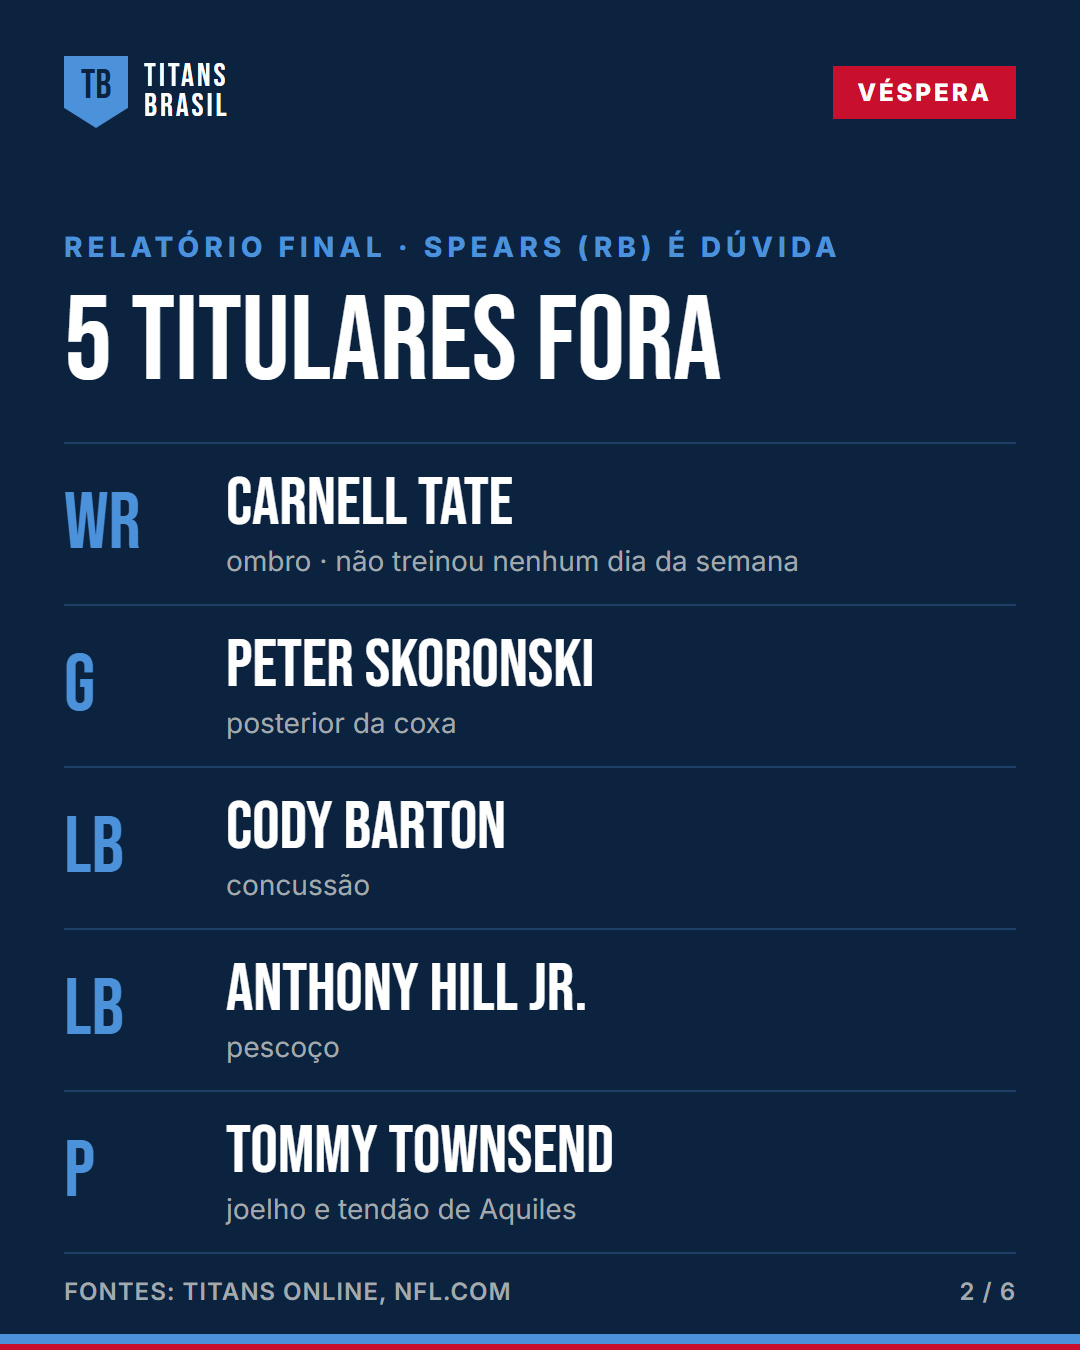 TB
TITANS
BRASIL
VÉSPERA
RELATÓRIO FINAL · SPEARS (RB) É DÚVIDA
5 TITULARES FORA
WR
CARNELL TATE
ombro · não treinou nenhum dia da semana
G
PETER SKORONSKI
posterior da coxa
LB
CODY BARTON
concussão
LB
ANTHONY HILL JR.
pescoço
P
TOMMY TOWNSEND
joelho e tendão de Aquiles
FONTES: TITANS ONLINE, NFL.COM
2 / 6